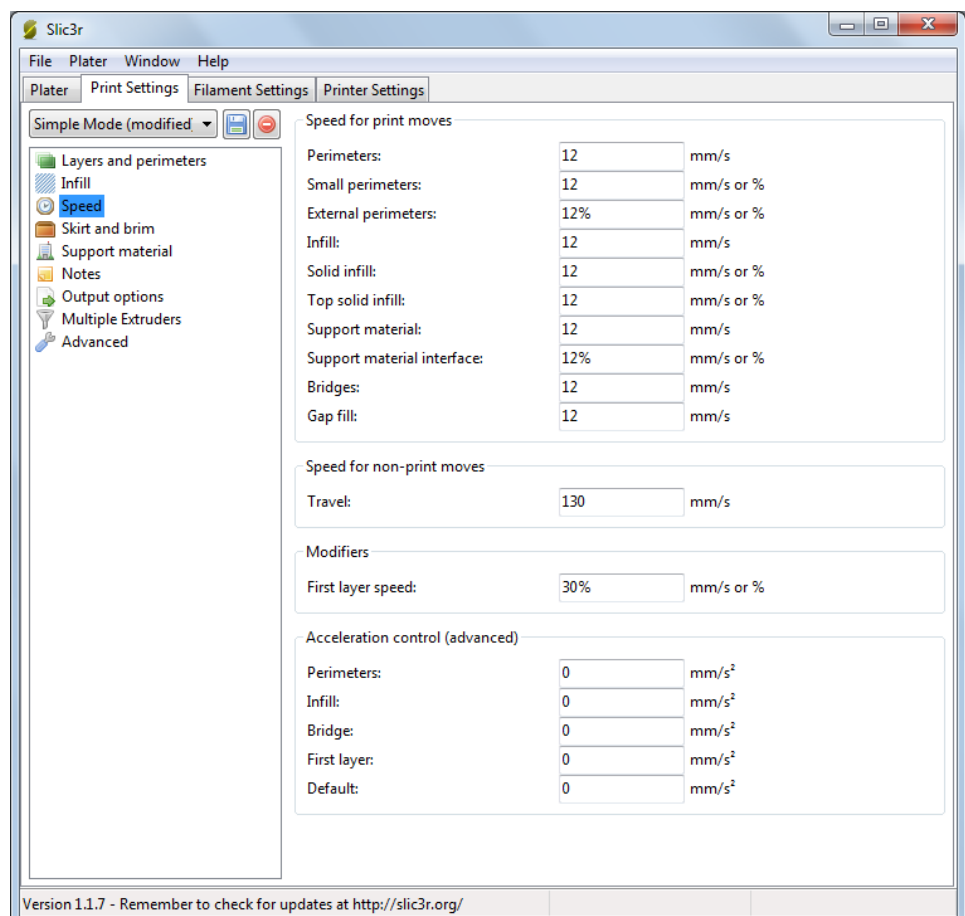 Slic3r
File Plater Window Help
Plater Print Settings Filament Settings Printer Settings
Simple Mode (modified)
Layers and perimeters
Infill
Speed
Skirt and brim
Support material
Notes
Output options
Multiple Extruders
Advanced
Speed for print moves
Perimeters: 12 mm/s
Small perimeters: 12 mm/s or %
External perimeters: 12% mm/s or %
Infill: 12 mm/s
Solid infill: 12 mm/s or %
Top solid infill: 12 mm/s or %
Support material: 12 mm/s
Support material interface: 12% mm/s or %
Bridges: 12 mm/s
Gap fill: 12 mm/s
Speed for non-print moves
Travel: 130 mm/s
Modifiers
First layer speed: 30% mm/s or %
Acceleration control (advanced)
Perimeters: 0 mm/s²
Infill: 0 mm/s²
Bridge: 0 mm/s²
First layer: 0 mm/s²
Default: 0 mm/s²
Version 1.1.7 - Remember to check for updates at http://slic3r.org/